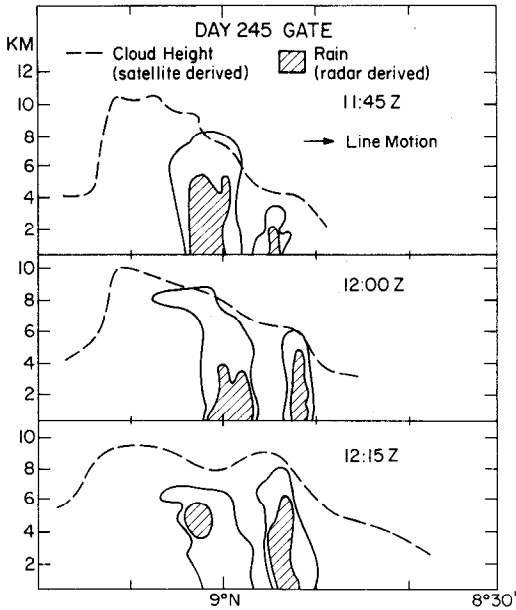 DAY 245 GATE
KM
Cloud Height
(satellite derived)
Rain
(radar derived)
12
11:45 Z
10
8
Line Motion
6
4
2
10
12:00 Z
8
6
4
2
10
12:15 Z
8
6
4
2
9°N
8°30'